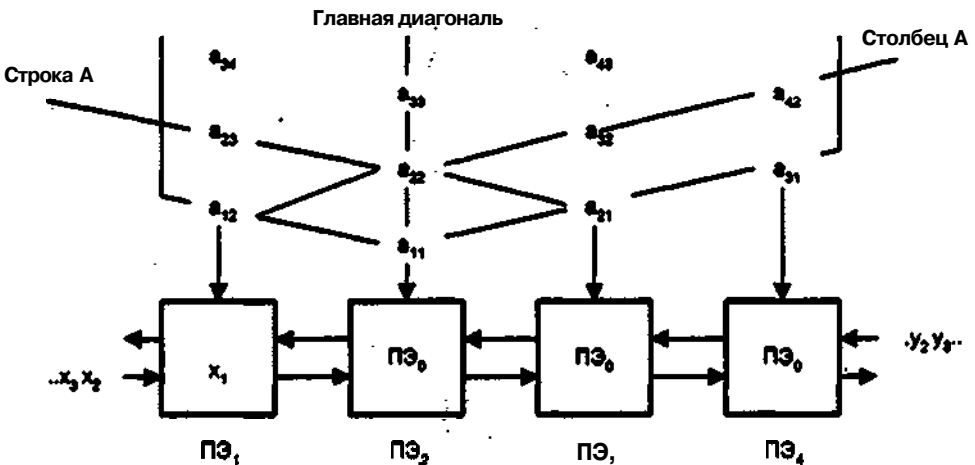 Главная диагональ
Столбец A
Строка A
a₃₄
a₄₃
a₃₃
a₄₂
a₂₃
a₃₂
a₂₂
a₃₁
a₁₂
a₂₁
a₁₁
x₁ ПЭ₀ ПЭ₀ ПЭ₀
.y₂ y₃..
..x₃ x₂
ПЭ₁ ПЭ₂ ПЭ, ПЭ₄